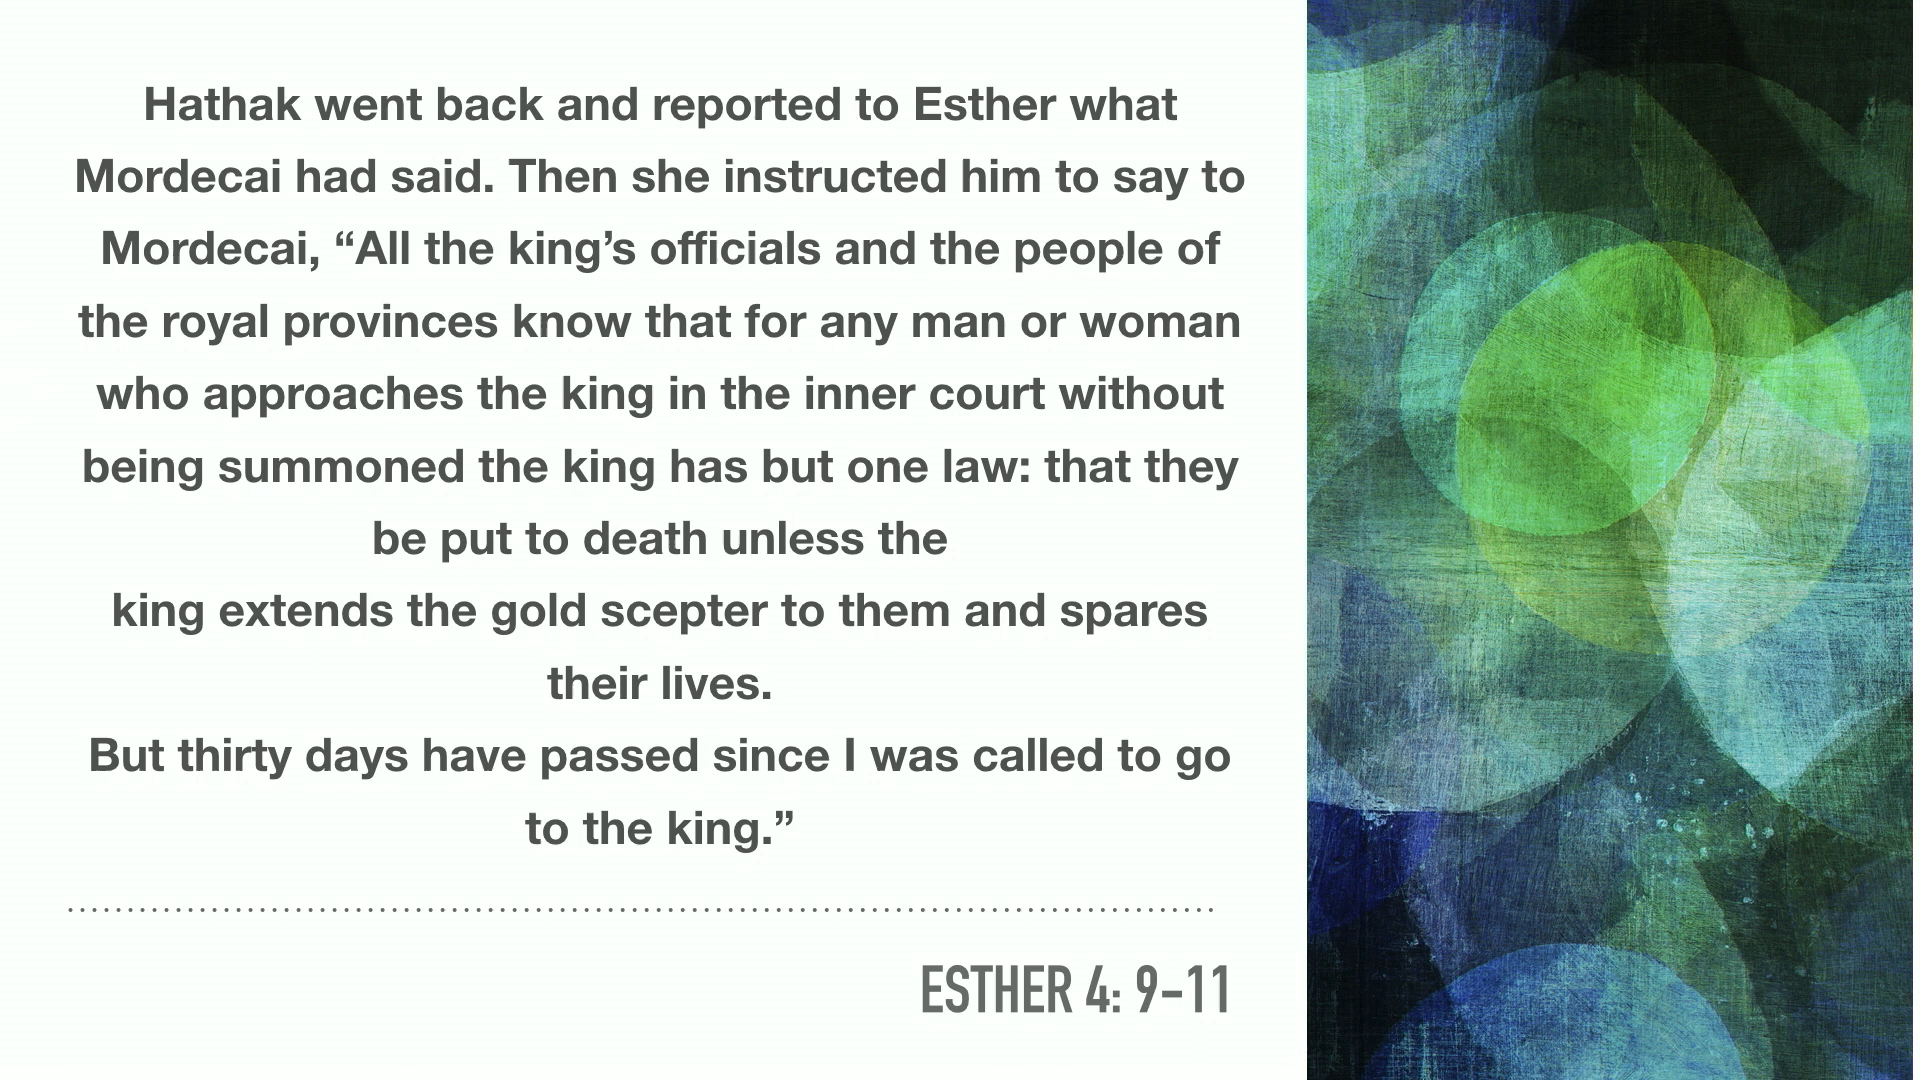 Hathak went back and reported to Esther what
Mordecai had said. Then she instructed him to say to
Mordecai, “All the king’s officials and the people of
the royal provinces know that for any man or woman
who approaches the king in the inner court without
being summoned the king has but one law: that they
be put to death unless the
king extends the gold scepter to them and spares
their lives.
But thirty days have passed since I was called to go
to the king.”
ESTHER 4: 9–11